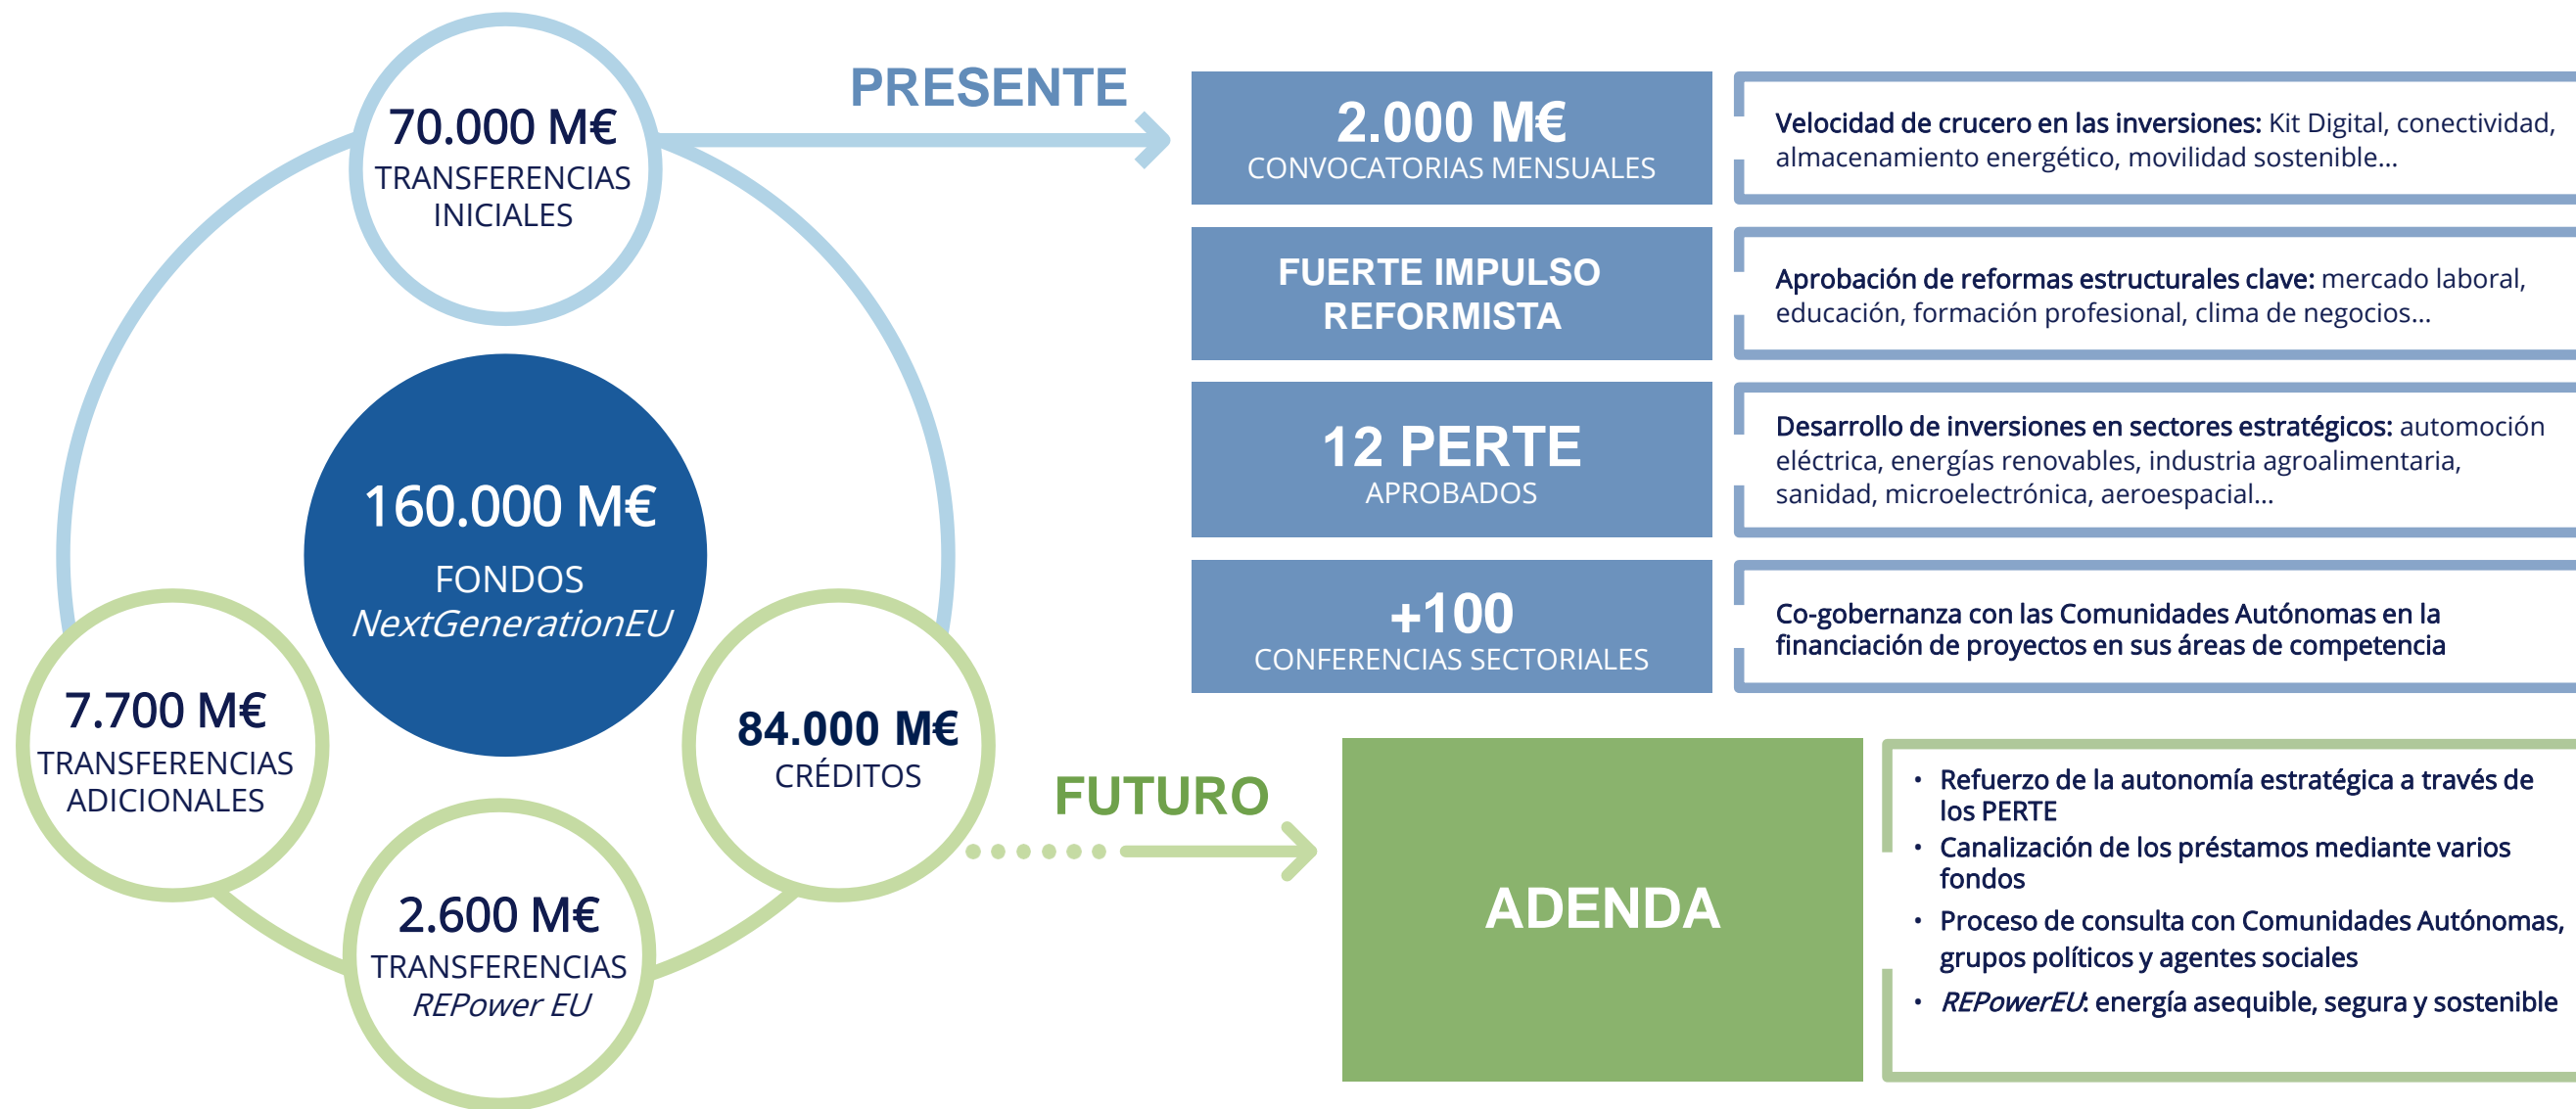 70.000 M€
TRANSFERENCIAS
INICIALES
160.000 M€
FONDOS
NextGenerationEU
7.700 M€
TRANSFERENCIAS
ADICIONALES
84.000 M€
CRÉDITOS
2.600 M€
TRANSFERENCIAS
REPower EU
PRESENTE
2.000 M€
CONVOCATORIAS MENSUALES
Velocidad de crucero en las inversiones: Kit Digital, conectividad,
almacenamiento energético, movilidad sostenible...
FUERTE IMPULSO
REFORMISTA
Aprobación de reformas estructurales clave: mercado laboral,
educación, formación profesional, clima de negocios...
12 PERTE
APROBADOS
Desarrollo de inversiones en sectores estratégicos: automoción
eléctrica, energías renovables, industria agroalimentaria,
sanidad, microelectrónica, aeroespacial...
+100
CONFERENCIAS SECTORIALES
Co-gobernanza con las Comunidades Autónomas en la
financiación de proyectos en sus áreas de competencia
FUTURO
ADENDA
• Refuerzo de la autonomía estratégica a través de
los PERTE
• Canalización de los préstamos mediante varios
fondos
• Proceso de consulta con Comunidades Autónomas,
grupos políticos y agentes sociales
• REPowerEU: energía asequible, segura y sostenible